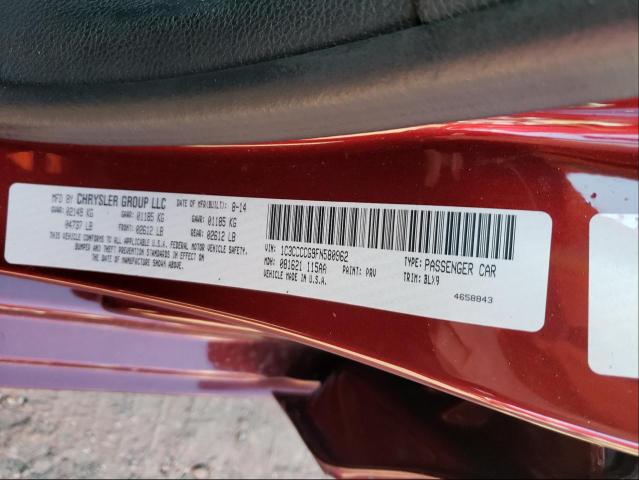 MFD BY CHRYSLER GROUP LLC DATE OF MFR(BUILT): 8-14
GVWR: 02149 KG GAWR: 01185 KG GAWR: 01185 KG
04737 LB FRONT: 02612 LB REAR: 02612 LB
THIS VEHICLE CONFORMS TO ALL APPLICABLE U.S.A. FEDERAL MOTOR VEHICLE SAFETY,
BUMPER AND THEFT PREVENTION STANDARDS IN EFFECT ON
THE DATE OF MANUFACTURE SHOWN ABOVE.
VIN: 1C3CCCCG9FN580962 TYPE: PASSENGER CAR
MDH: 081621 115AA PAINT: PRV TRIM: BLX9
VEHICLE MADE IN U.S.A.
4658843